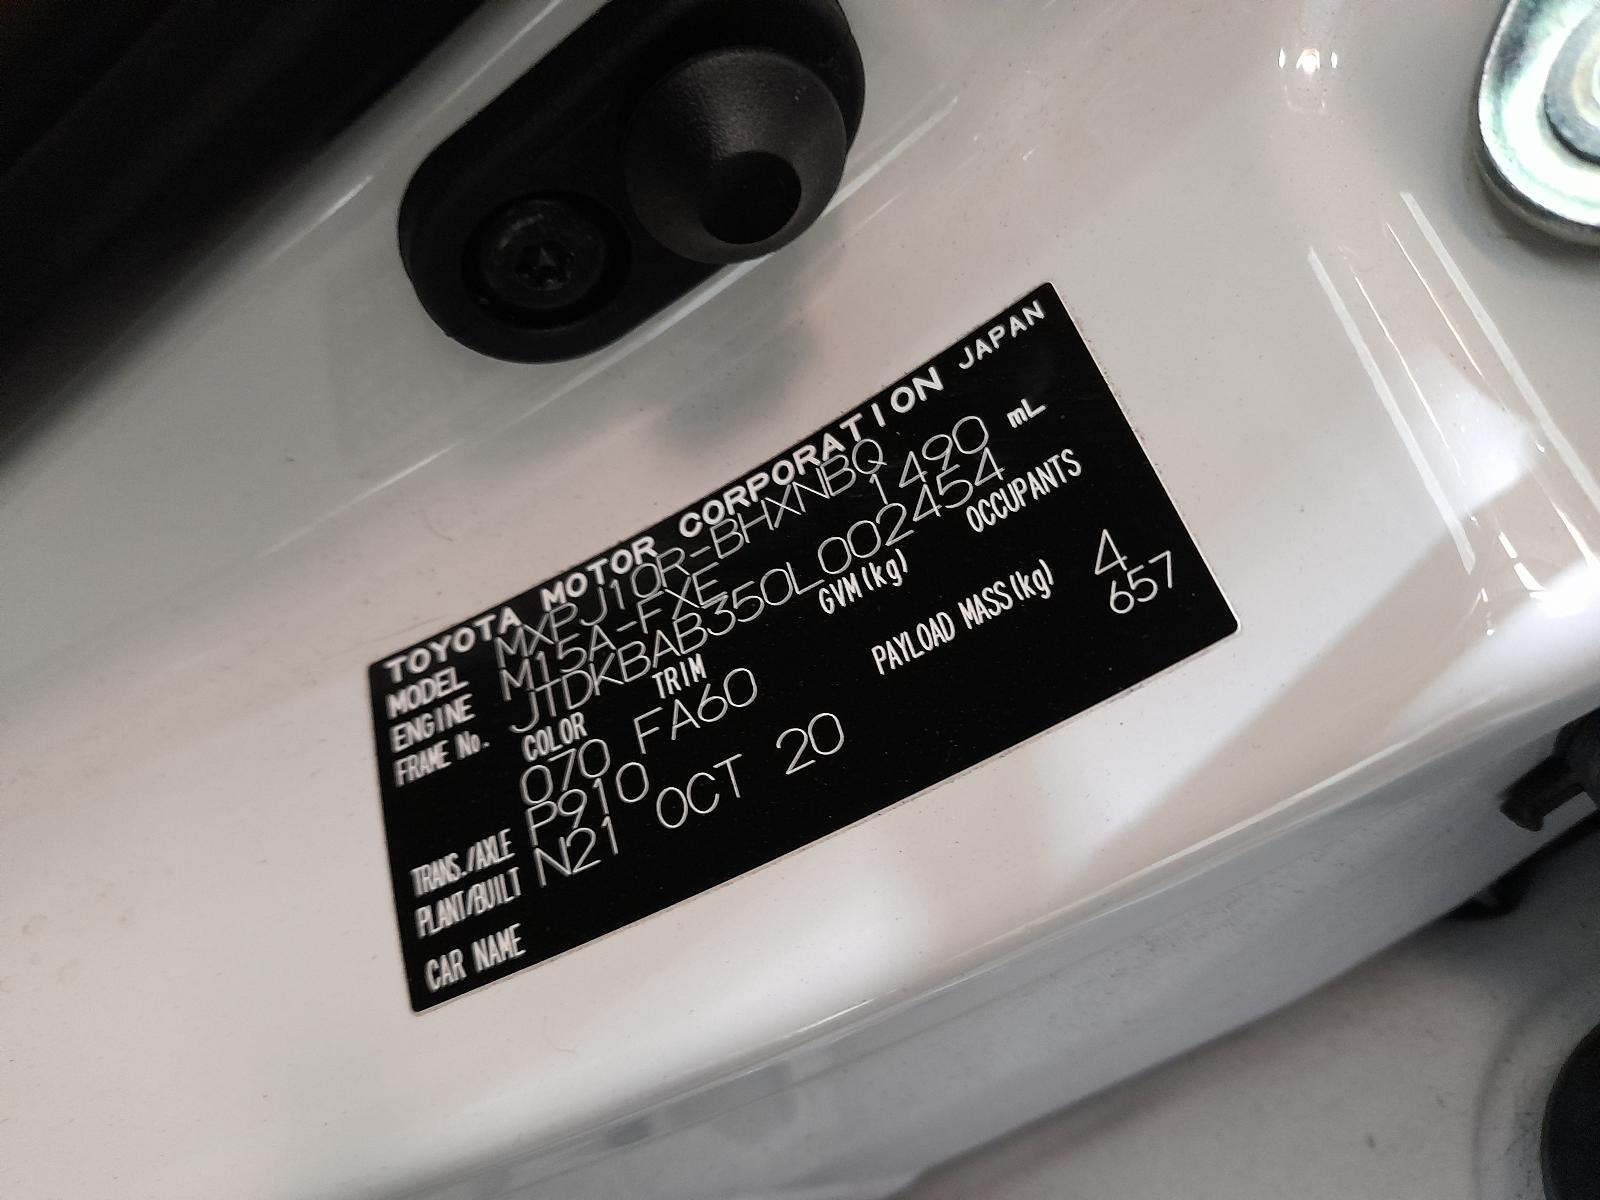 TOYOTA MOTOR CORPORATION JAPAN
MODEL MXPJ10R-BHXNBQ
ENGINE M15A-FXE 1490 mL
FRAME No. JTDKBAB350L002454
COLOR TRIM GVM(kg) OCCUPANTS
070 FA60 4
PAYLOAD MASS(kg) 657
TRANS./AXLE P910
PLANT/BUILT N21 OCT 20
CAR NAME